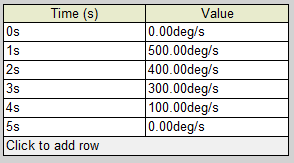 Time (s) Value
0s 0.00deg/s
1s 500.00deg/s
2s 400.00deg/s
3s 300.00deg/s
4s 100.00deg/s
5s 0.00deg/s
Click to add row